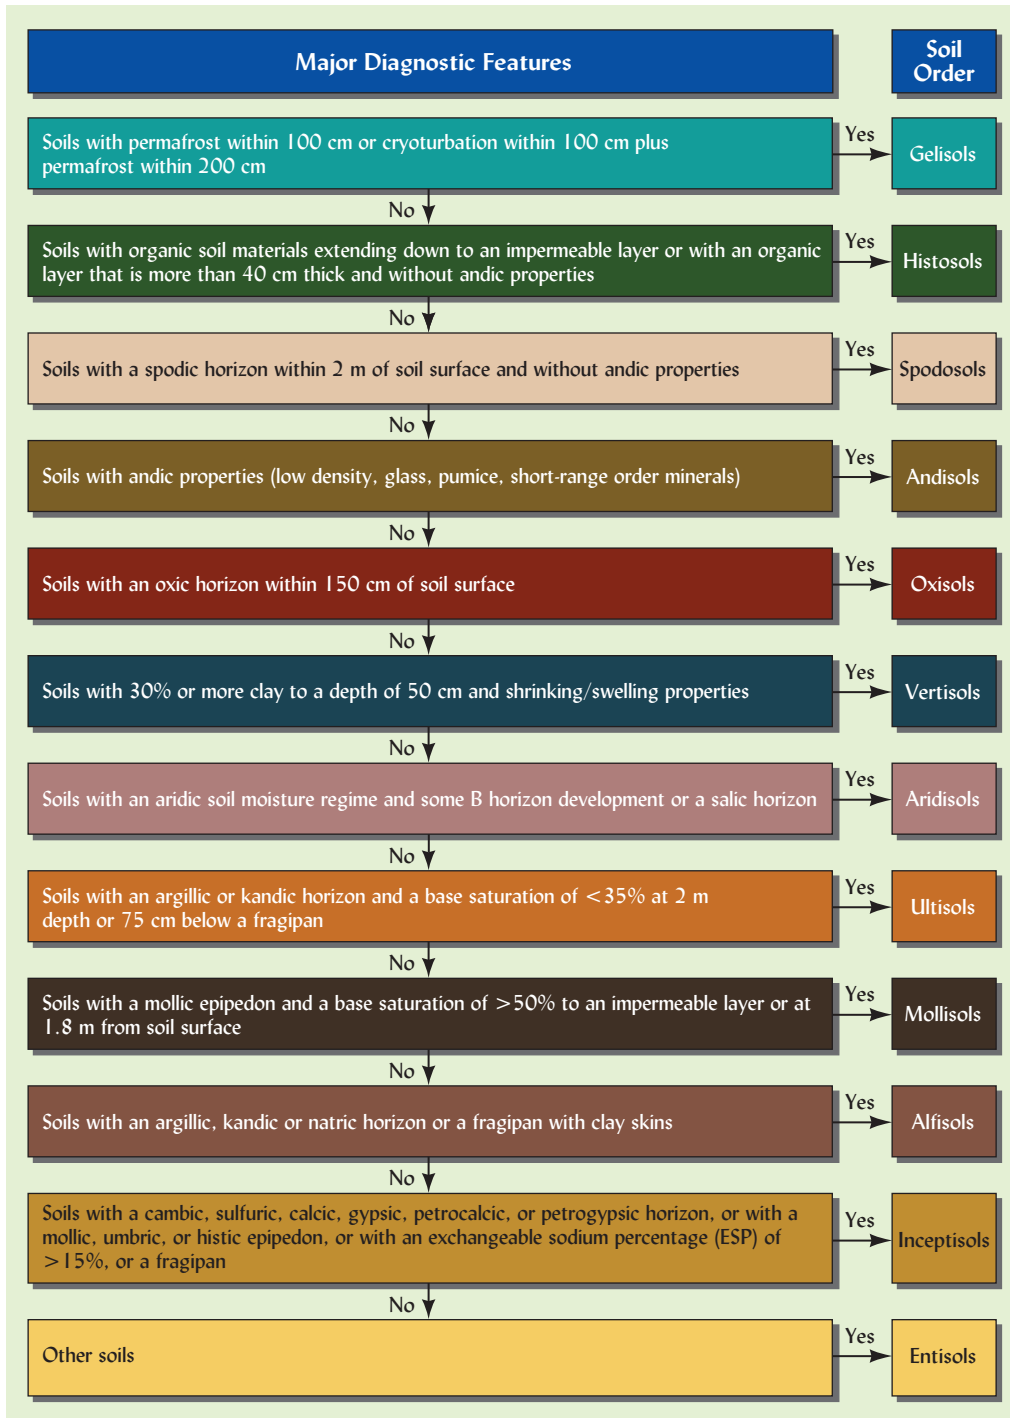 Major Diagnostic Features
Soil
Order
Soils with permafrost within 100 cm or cryoturbation within 100 cm plus
permafrost within 200 cm
Yes
Gelisols
No
Soils with organic soil materials extending down to an impermeable layer or with an organic
layer that is more than 40 cm thick and without andic properties
Yes
Histosols
No
Soils with a spodic horizon within 2 m of soil surface and without andic properties
Yes
Spodosols
No
Soils with andic properties (low density, glass, pumice, short-range order minerals)
Yes
Andisols
No
Soils with an oxic horizon within 150 cm of soil surface
Yes
Oxisols
No
Soils with 30% or more clay to a depth of 50 cm and shrinking/swelling properties
Yes
Vertisols
No
Soils with an aridic soil moisture regime and some B horizon development or a salic horizon
Yes
Aridisols
No
Soils with an argillic or kandic horizon and a base saturation of <35% at 2 m
depth or 75 cm below a fragipan
Yes
Ultisols
No
Soils with a mollic epipedon and a base saturation of >50% to an impermeable layer or at
1.8 m from soil surface
Yes
Mollisols
No
Soils with an argillic, kandic or natric horizon or a fragipan with clay skins
Yes
Alfisols
No
Soils with a cambic, sulfuric, calcic, gypsic, petrocalcic, or petrogypsic horizon, or with a
mollic, umbric, or histic epipedon, or with an exchangeable sodium percentage (ESP) of
>15%, or a fragipan
Yes
Inceptisols
No
Other soils
Yes
Entisols